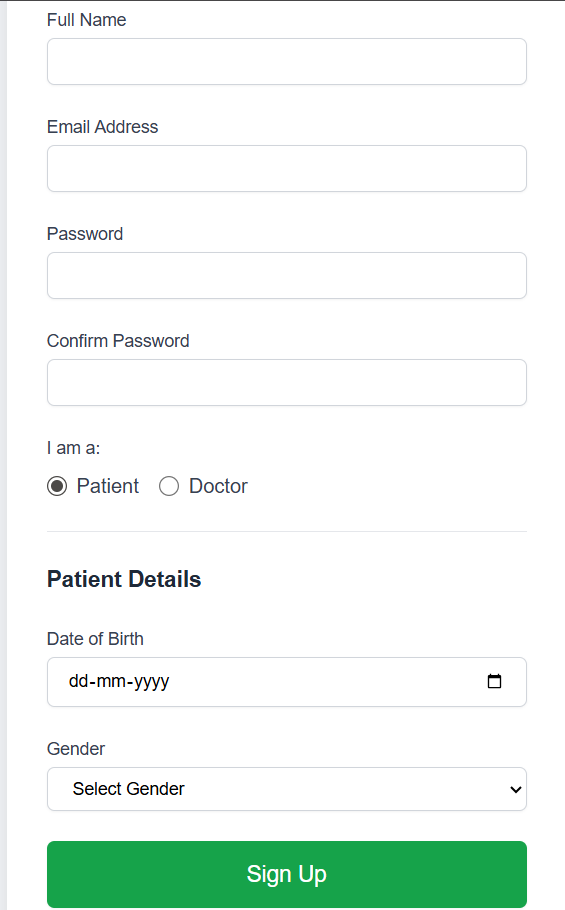 Full Name
Email Address
Password
Confirm Password
I am a:
Patient Doctor
Patient Details
Date of Birth
dd-mm-yyyy
Gender
Select Gender
Sign Up